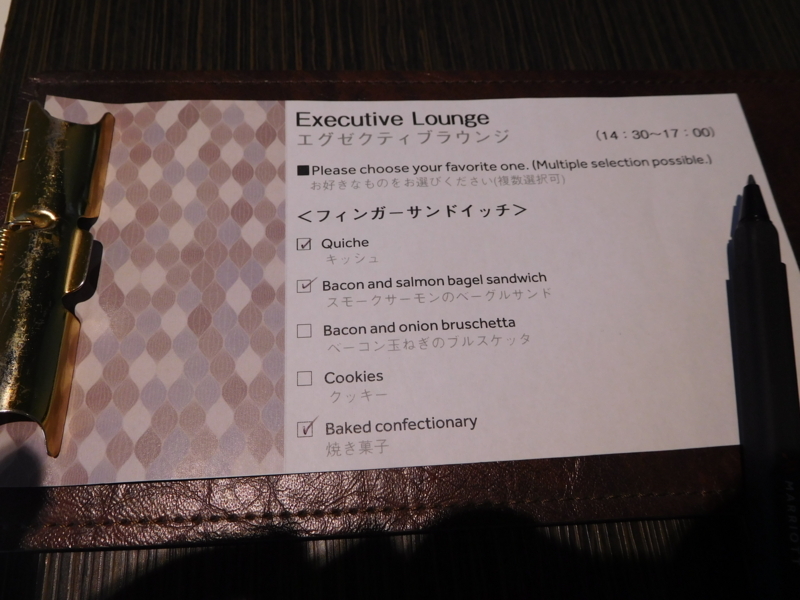 Executive Lounge
エグゼクティブラウンジ
（14：30～17：00）
■Please choose your favorite one. (Multiple selection possible.)
お好きなものをお選びください(複数選択可)
＜フィンガーサンドイッチ＞
☑ Quiche
キッシュ
☑ Bacon and salmon bagel sandwich
スモークサーモンのベーグルサンド
☐ Bacon and onion bruschetta
ベーコン玉ねぎのブルスケッタ
☐ Cookies
クッキー
☑ Baked confectionary
焼き菓子
MARRIOTT